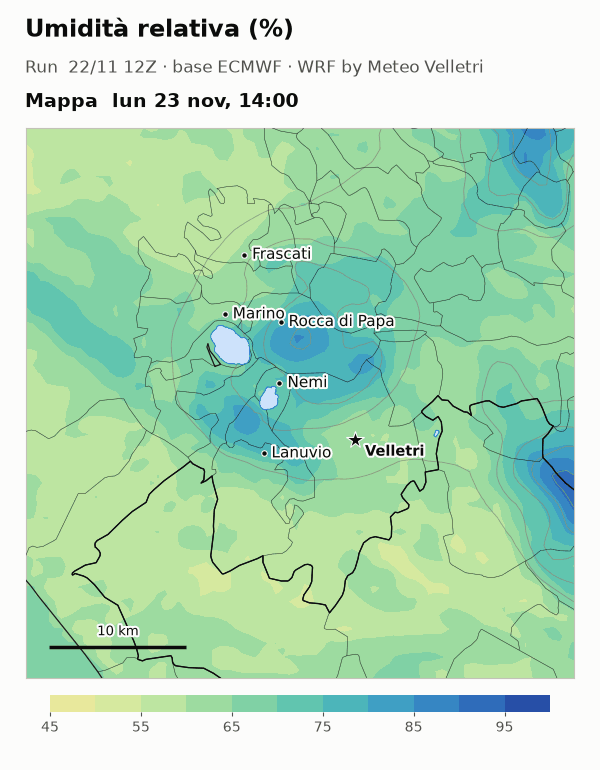 Umidità relativa (%)
Run  22/11 12Z · base ECMWF · WRF by Meteo Velletri
Mappa  lun 23 nov, 14:00
Frascati
Marino
Rocca di Papa
Nemi
Velletri
Lanuvio
10 km
45 55 65 75 85 95